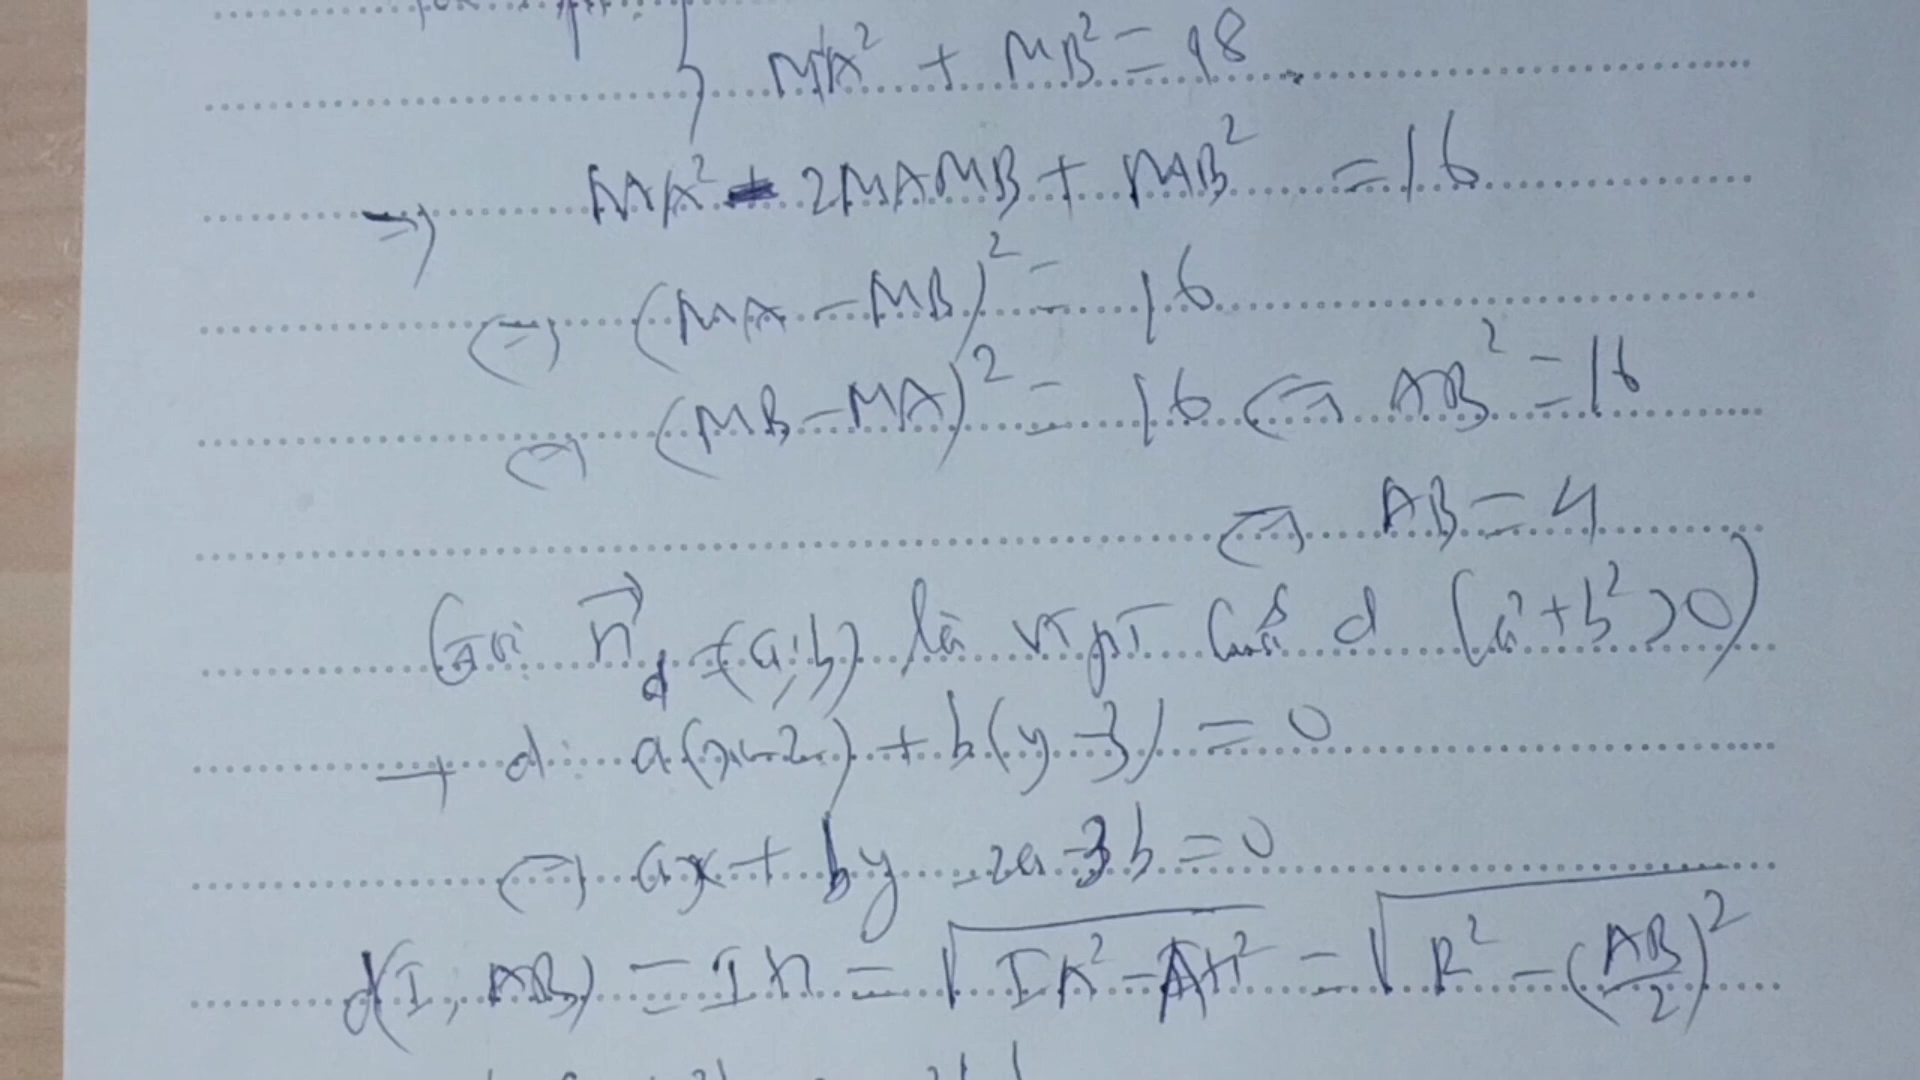 MA² + MB² = 18
=> MA² - 2MAMB + MB² = 16
<=> (MA - MB)² = 16
<=> (MB - MA)² = 16 <=> AB² = 16
<=> AB = 4
Gọi n⃗d = (a;b) là VTPT của d (a² + b² > 0)
→ d: a(x-2) + b(y-3) = 0
<=> ax + by - 2a - 3b = 0
d(I, AB) = IH = √(IA² - AH²) = √(R² - (AB/2)²)